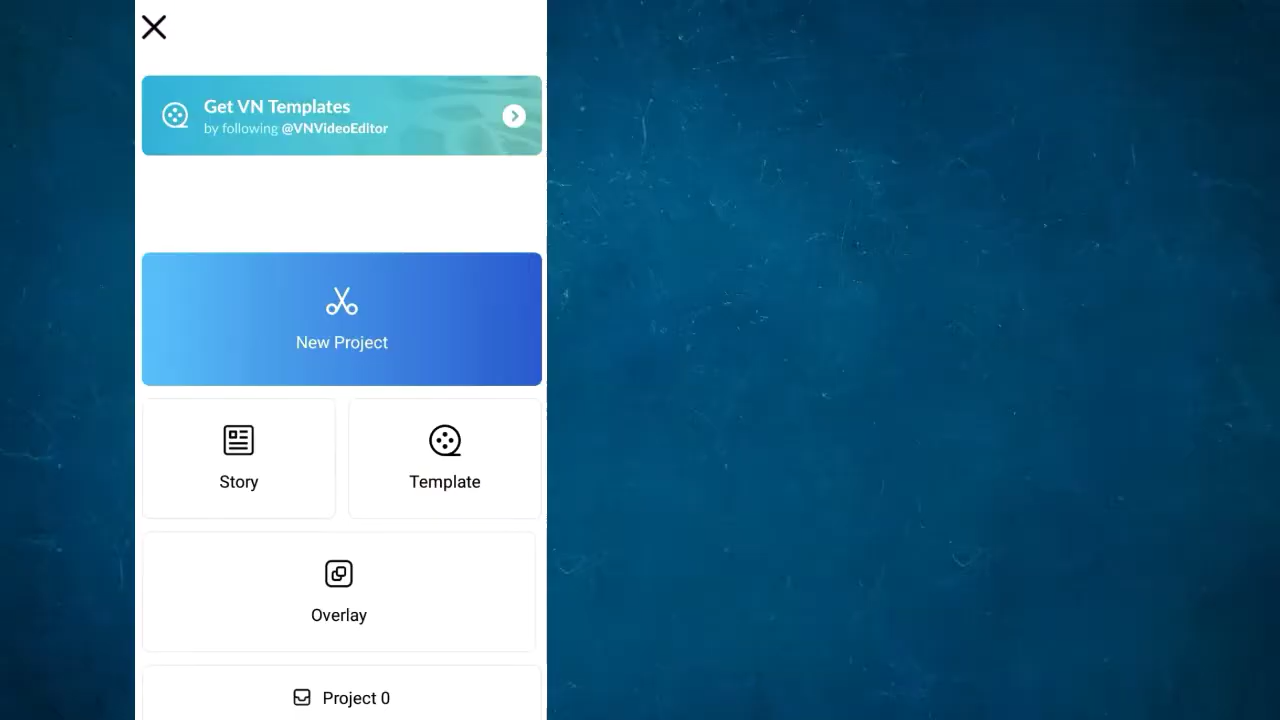 Get VN Templates
by following @VNVideoEditor
New Project
Story
Template
Overlay
Project 0